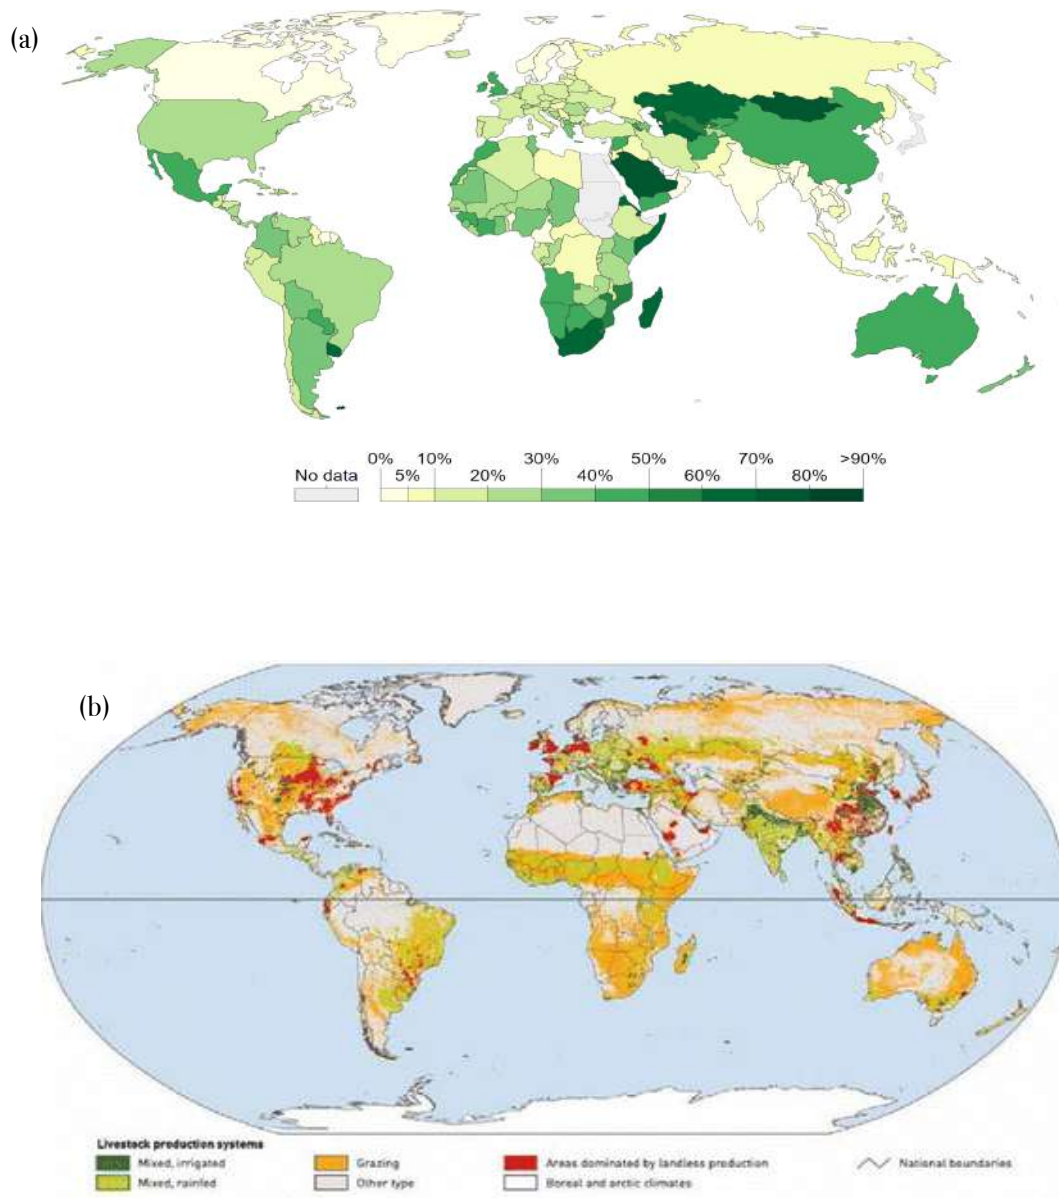 (a)
0% 10% 30% 50% 70% >90%
No data 5% 20% 40% 60% 80%
(b)
Livestock production systems
Mixed, irrigated Grazing Areas dominated by landless production National boundaries
Mixed, rainfed Other type Boreal and arctic climates